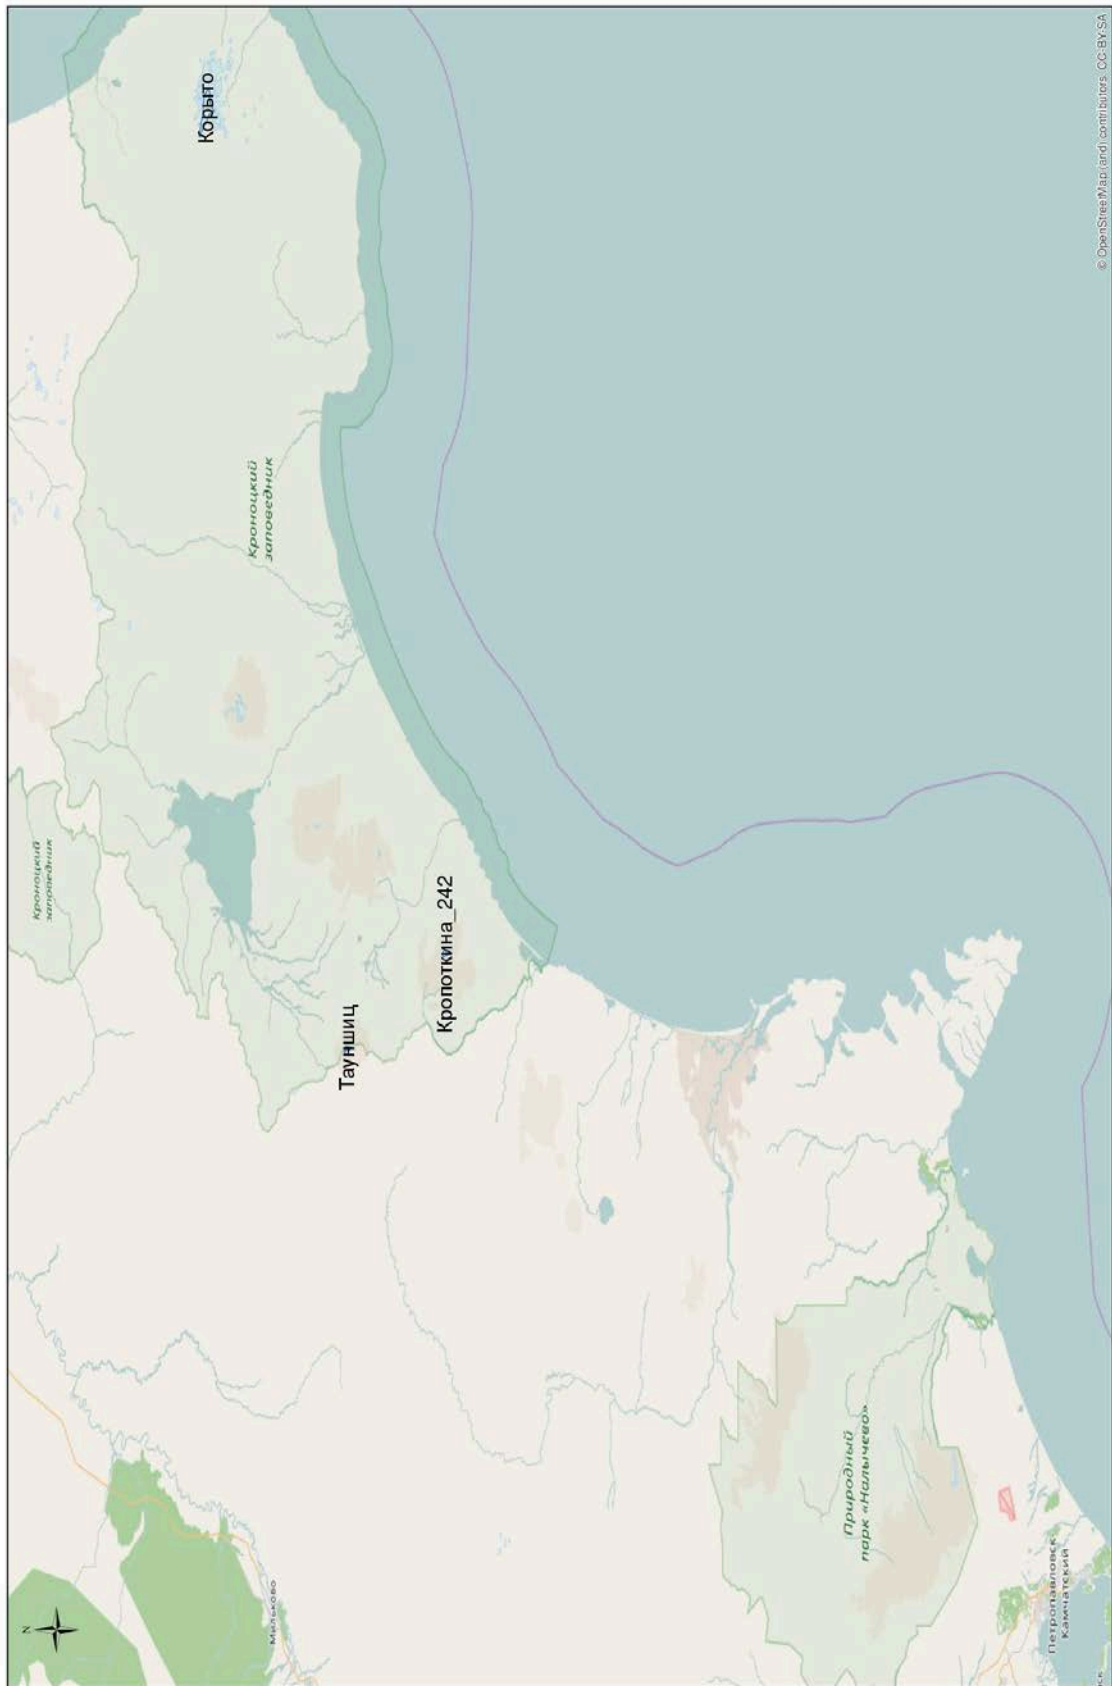 © OpenStreetMap (and) contributors, CC-BY-SA
Корыто
Кроноцкий
заповедник
Кроноцкий
заповедник
Кропоткина_242
Тауншиц
Природный
парк «Налычево»
N
Мильково
Петропавловск-
Камчатский